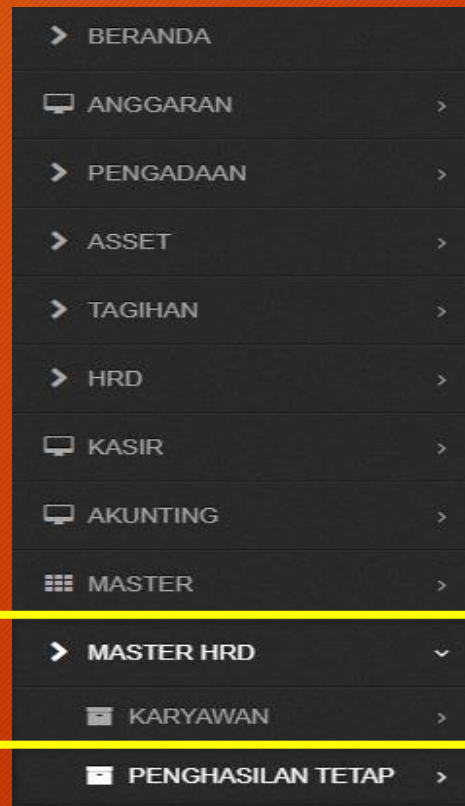 BERANDA
ANGGARAN
PENGADAAN
ASSET
TAGIHAN
HRD
KASIR
AKUNTING
MASTER
MASTER HRD
KARYAWAN
PENGHASILAN TETAP